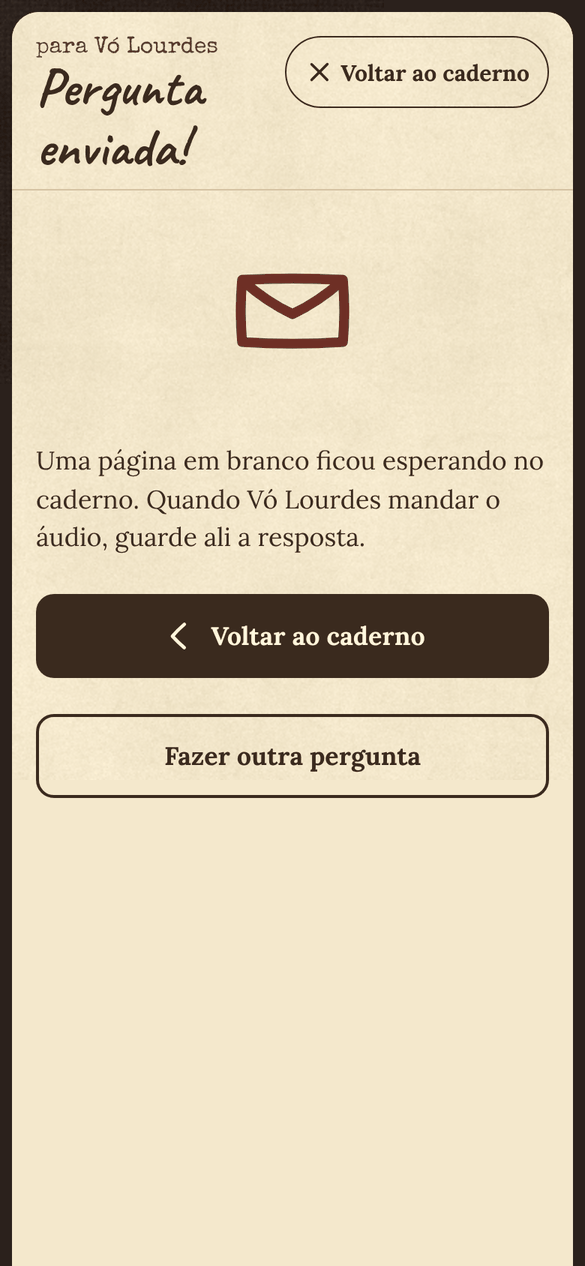 para Vó Lourdes
Pergunta
enviada!
Voltar ao caderno
Uma página em branco ficou esperando no
caderno. Quando Vó Lourdes mandar o
áudio, guarde ali a resposta.
Voltar ao caderno
Fazer outra pergunta